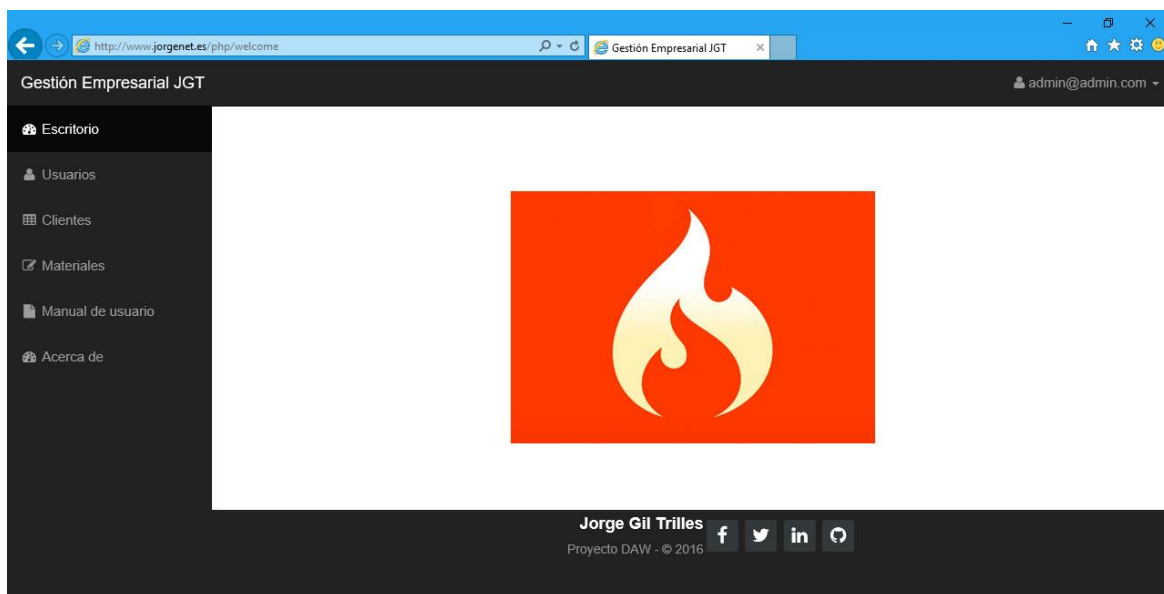 http://www.jorgenet.es/php/welcome
Gestión Empresarial JGT
Gestión Empresarial JGT
admin@admin.com
Escritorio
Usuarios
Clientes
Materiales
Manual de usuario
Acerca de
Jorge Gil Trilles
Proyecto DAW - © 2016